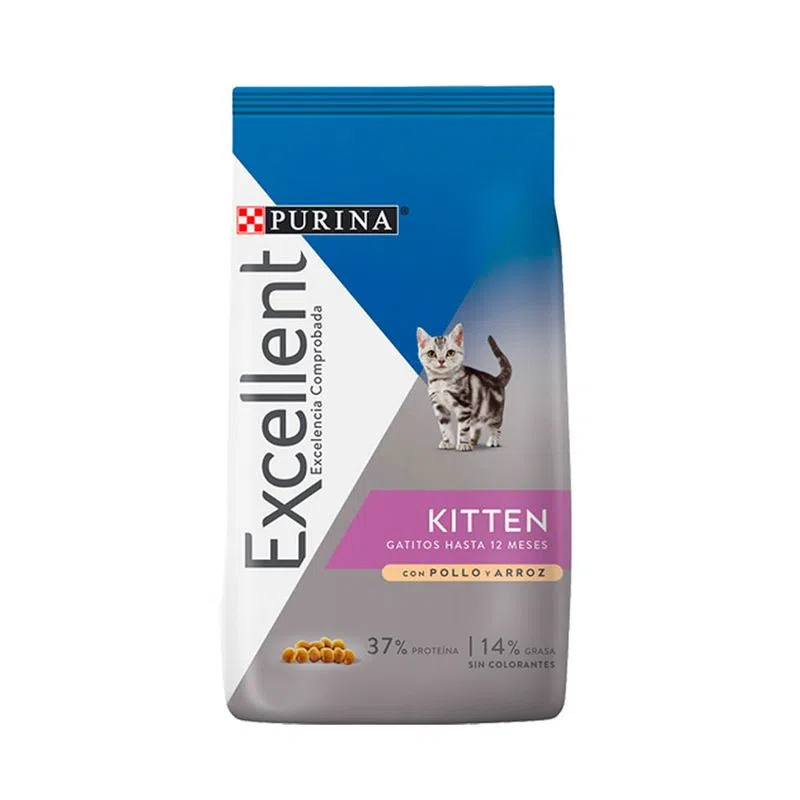 PURINA®
Excellent
Excelencia Comprobada
KITTEN
GATITOS HASTA 12 MESES
CON POLLO Y ARROZ
37% PROTEÍNA | 14% GRASA
SIN COLORANTES